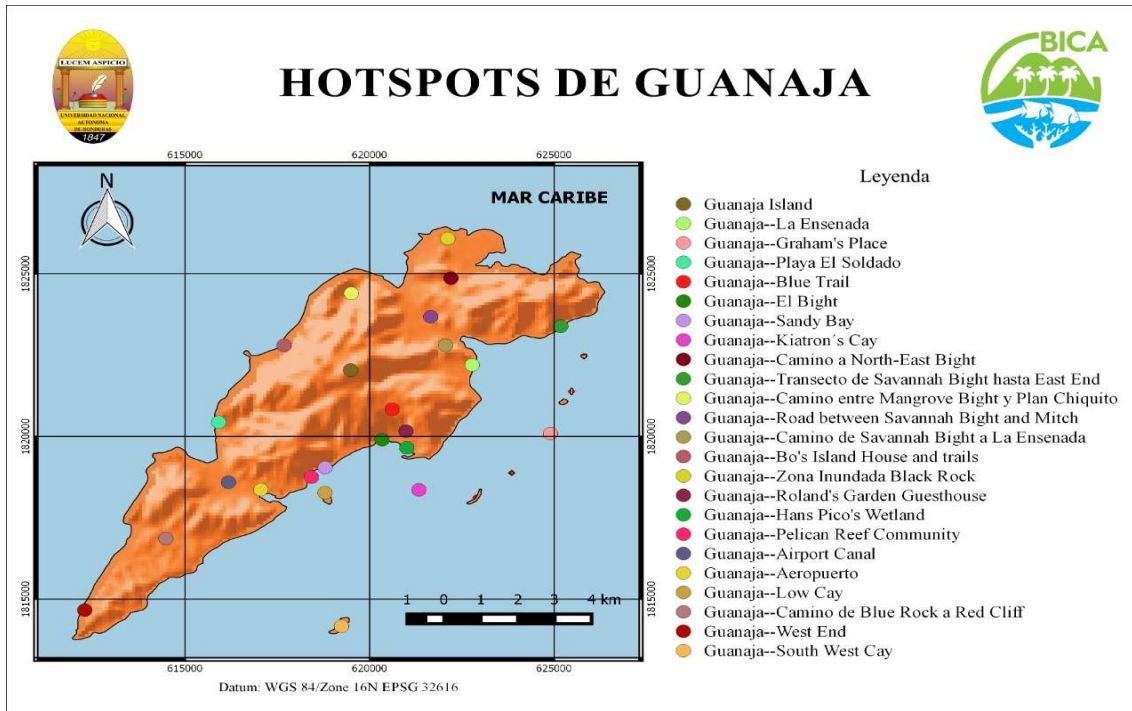 LUCEM ASPICIO
UNIVERSIDAD NACIONAL
AUTONOMA
DE HONDURAS
1847
HOTSPOTS DE GUANAJA
BICA
615000
620000
625000
N
MAR CARIBE
1825000
1825000
1820000
1820000
1815000
1815000
1 0 1 2 3 4 km
615000
620000
625000
Datum: WGS 84/Zone 16N EPSG 32616
Leyenda
Guanaja Island
Guanaja--La Ensenada
Guanaja--Graham's Place
Guanaja--Playa El Soldado
Guanaja--Blue Trail
Guanaja--El Bight
Guanaja--Sandy Bay
Guanaja--Kiatron´s Cay
Guanaja--Camino a North-East Bight
Guanaja--Transecto de Savannah Bight hasta East End
Guanaja--Camino entre Mangrove Bight y Plan Chiquito
Guanaja--Road between Savannah Bight and Mitch
Guanaja--Camino de Savannah Bight a La Ensenada
Guanaja--Bo's Island House and trails
Guanaja--Zona Inundada Black Rock
Guanaja--Roland's Garden Guesthouse
Guanaja--Hans Pico's Wetland
Guanaja--Pelican Reef Community
Guanaja--Airport Canal
Guanaja--Aeropuerto
Guanaja--Low Cay
Guanaja--Camino de Blue Rock a Red Cliff
Guanaja--West End
Guanaja--South West Cay